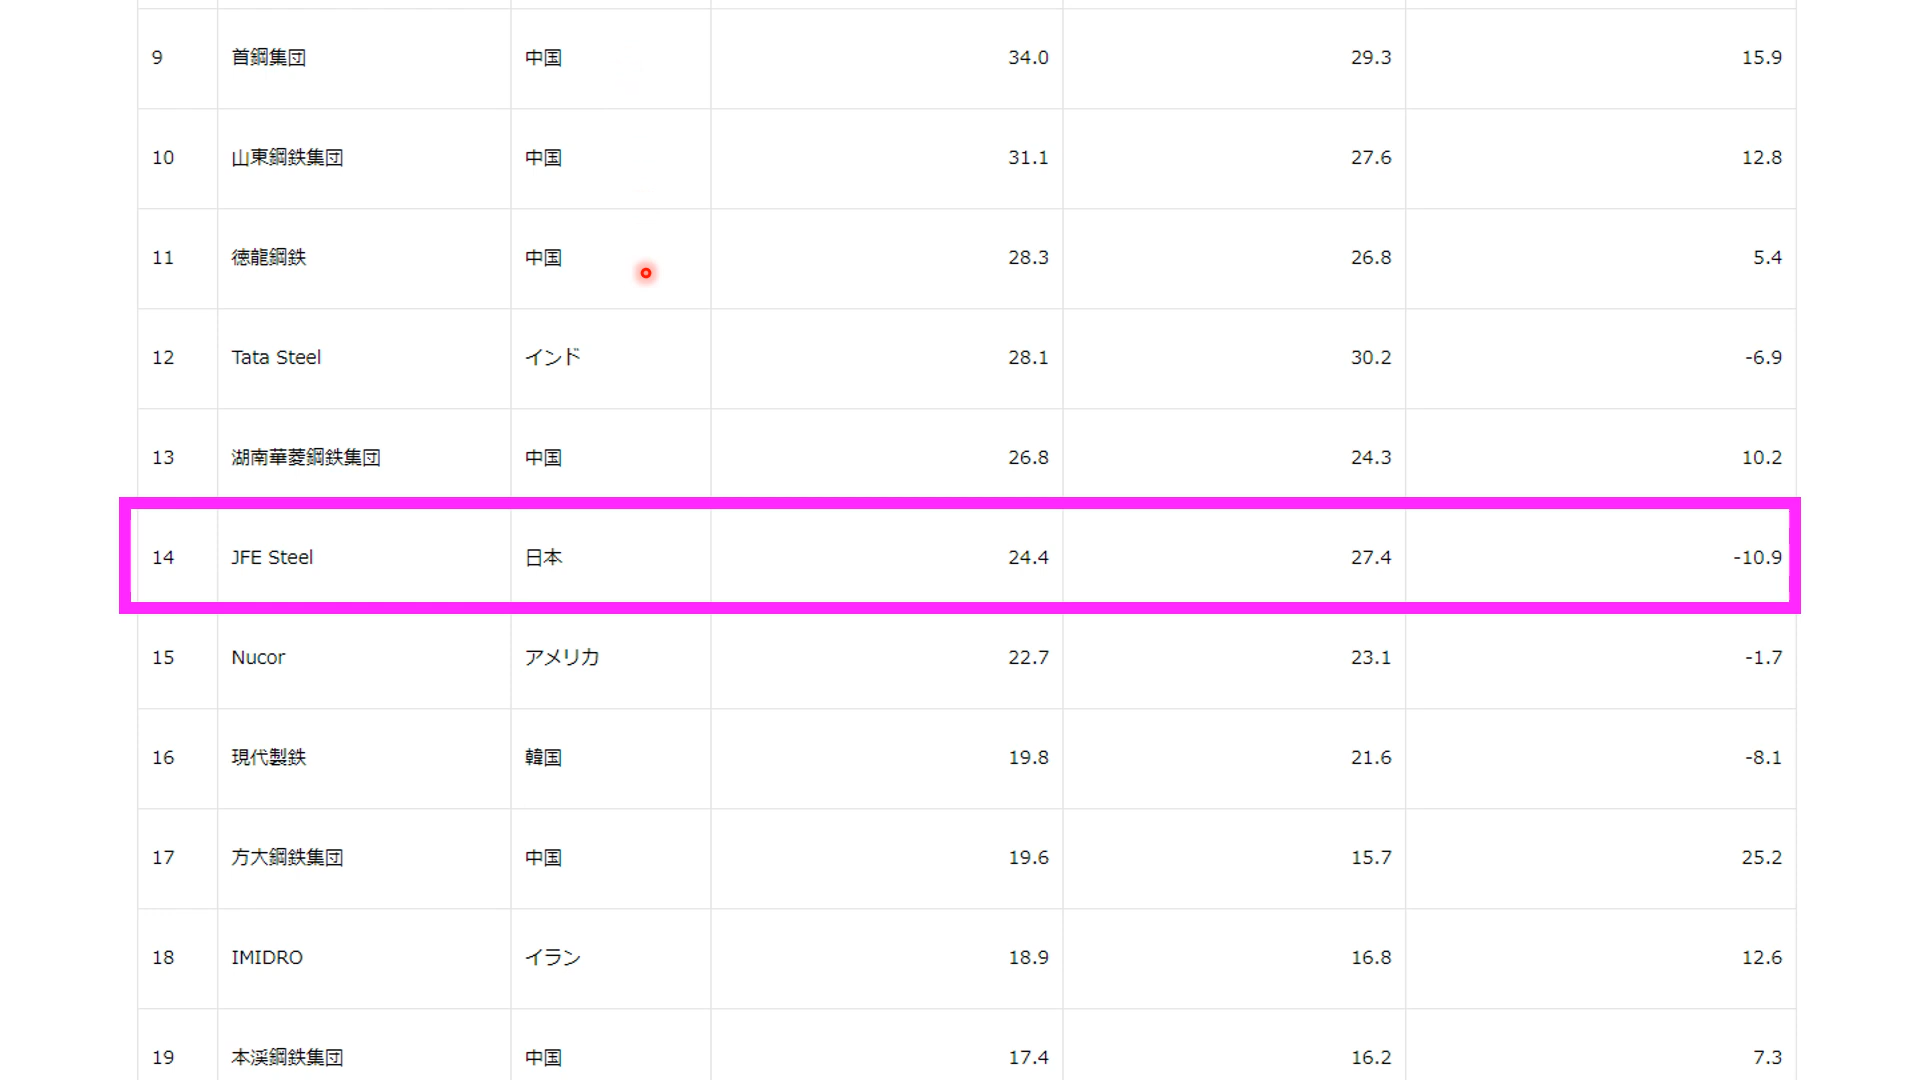 9 首鋼集団 中国 34.0 29.3 15.9
10 山東鋼鉄集団 中国 31.1 27.6 12.8
11 徳龍鋼鉄 中国 28.3 26.8 5.4
12 Tata Steel インド 28.1 30.2 -6.9
13 湖南華菱鋼鉄集団 中国 26.8 24.3 10.2
14 JFE Steel 日本 24.4 27.4 -10.9
15 Nucor アメリカ 22.7 23.1 -1.7
16 現代製鉄 韓国 19.8 21.6 -8.1
17 方大鋼鉄集団 中国 19.6 15.7 25.2
18 IMIDRO イラン 18.9 16.8 12.6
19 本渓鋼鉄集団 中国 17.4 16.2 7.3